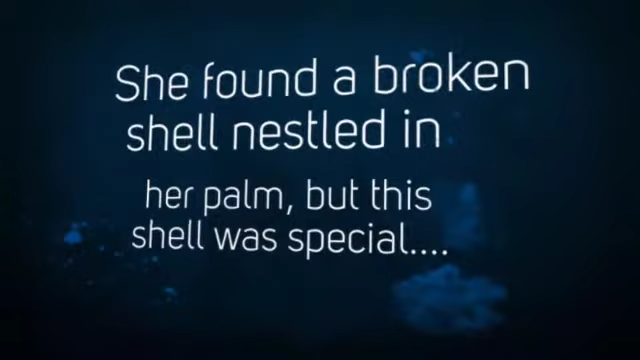 She found a broken
shell nestled in
her palm, but this
shell was special....